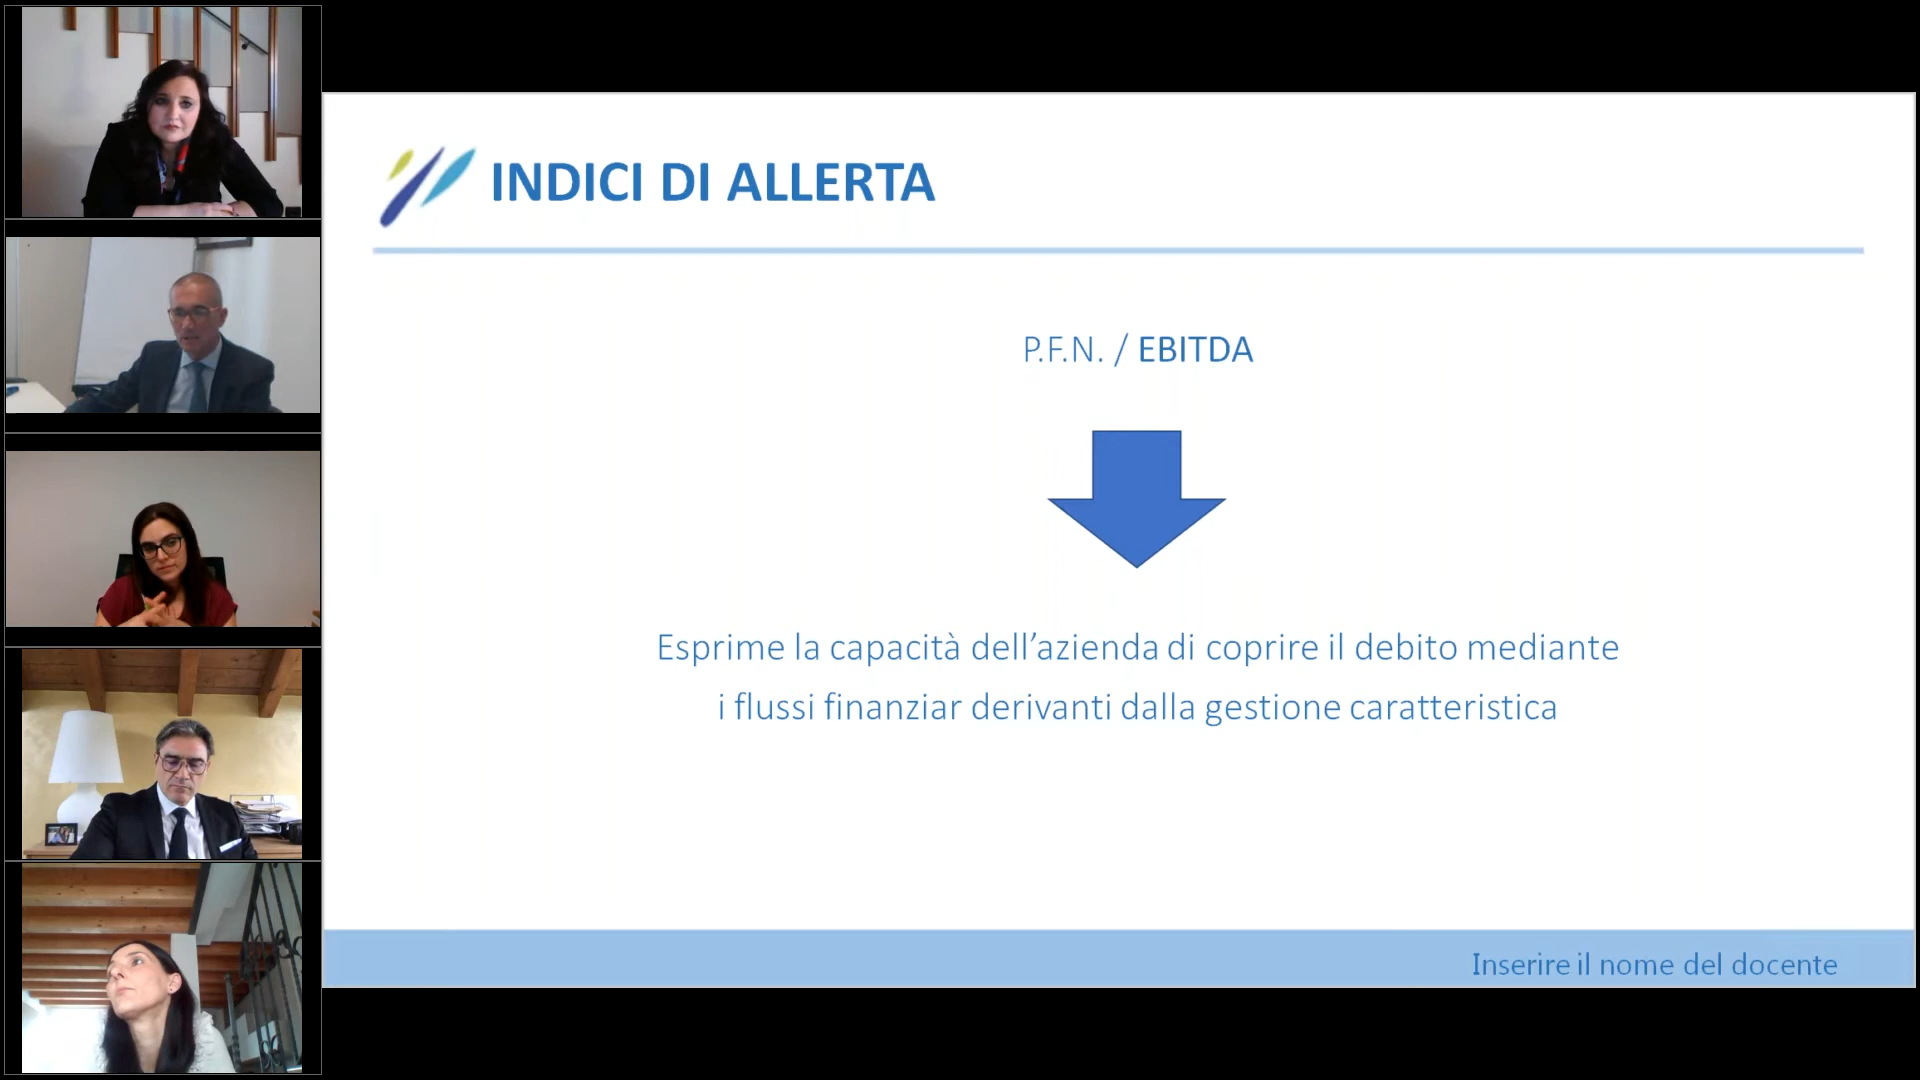 INDICI DI ALLERTA
P.F.N. / EBITDA
Esprime la capacità dell’azienda di coprire il debito mediante
i flussi finanziar derivanti dalla gestione caratteristica
Inserire il nome del docente